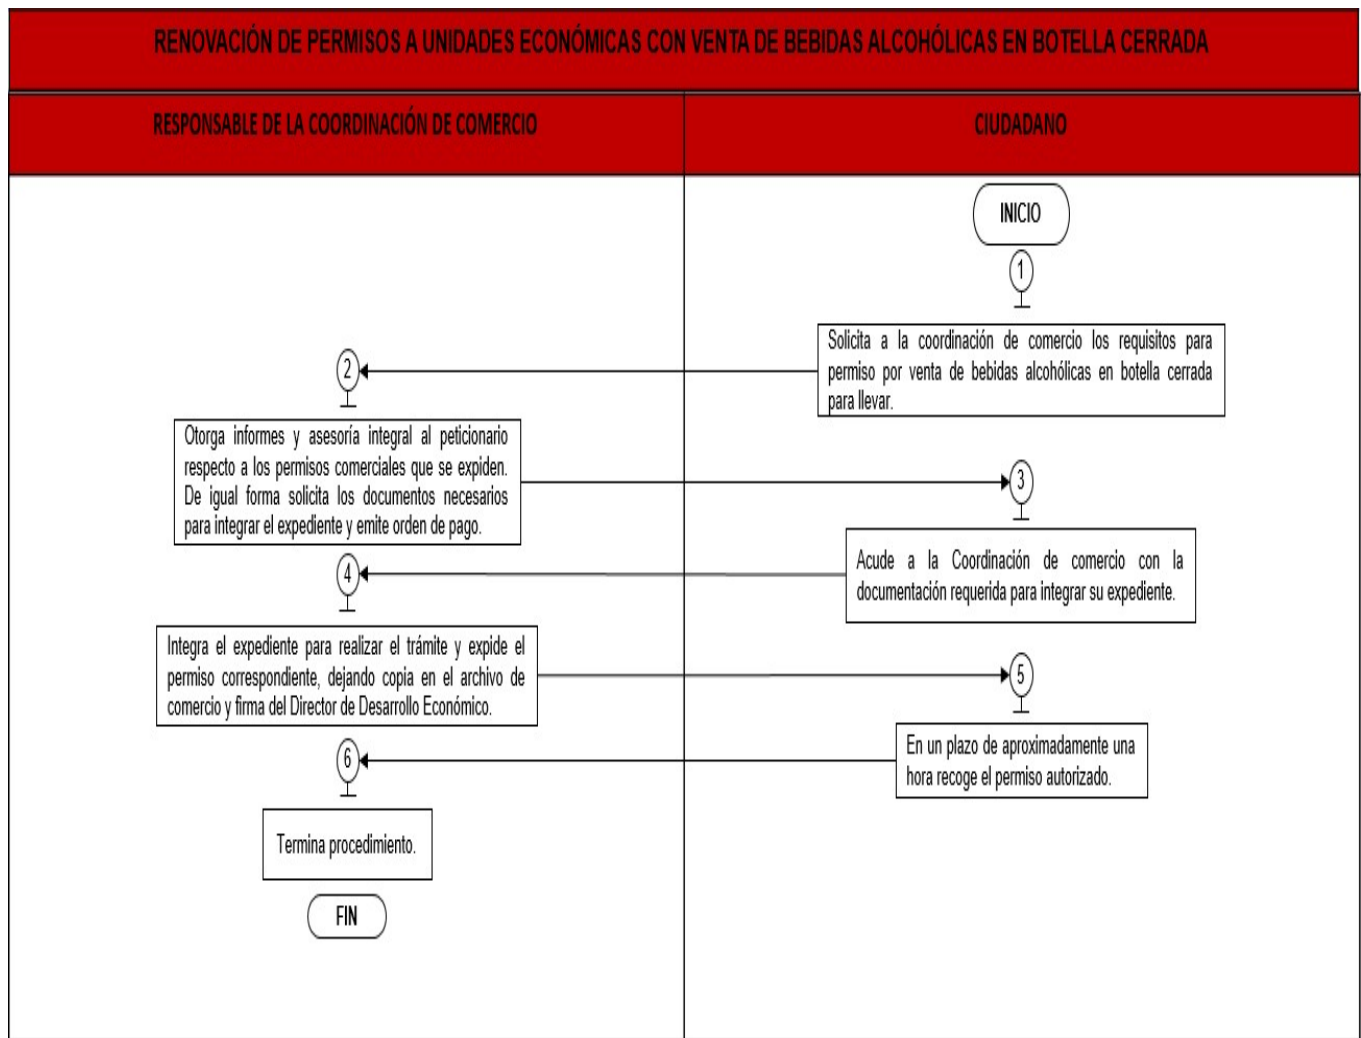 RENOVACIÓN DE PERMISOS A UNIDADES ECONÓMICAS CON VENTA DE BEBIDAS ALCOHÓLICAS EN BOTELLA CERRADA
RESPONSABLE DE LA COORDINACIÓN DE COMERCIO
CIUDADANO
INICIO
1
Solicita a la coordinación de comercio los requisitos para
permiso por venta de bebidas alcohólicas en botella cerrada
para llevar.
2
Otorga informes y asesoría integral al peticionario
respecto a los permisos comerciales que se expiden.
De igual forma solicita los documentos necesarios
para integrar el expediente y emite orden de pago.
3
Acude a la Coordinación de comercio con la
documentación requerida para integrar su expediente.
4
Integra el expediente para realizar el trámite y expide el
permiso correspondiente, dejando copia en el archivo de
comercio y firma del Director de Desarrollo Económico.
5
En un plazo de aproximadamente una
hora recoge el permiso autorizado.
6
Termina procedimiento.
FIN